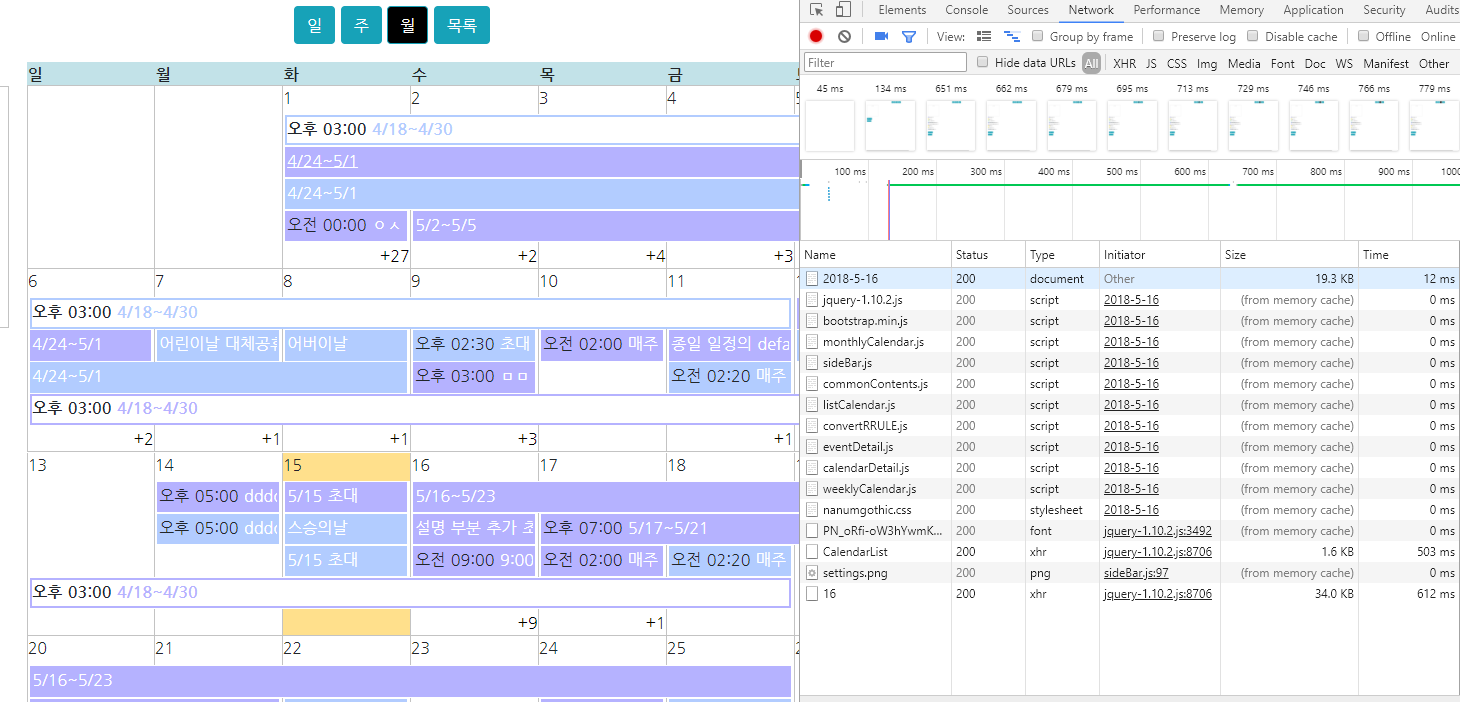 일 주 월 목록
일 월 화 수 목 금
1 2 3 4
오후 03:00 4/18~4/30
4/24~5/1
4/24~5/1
오전 00:00 ㅇㅅ 5/2~5/5
+27 +2 +4 +3
6 7 8 9 10 11
오후 03:00 4/18~4/30
4/24~5/1 어린이날 대체공휴 어버이날 오후 02:30 초대 오전 02:00 매주 종일 일정의 defa
4/24~5/1 오후 03:00 ㅁㅁ 오전 02:20 매주
오후 03:00 4/18~4/30
+2 +1 +1 +3 +1
13 14 15 16 17 18
오후 05:00 dddd 5/15 초대 5/16~5/23
오후 05:00 dddd 스승의날 설명 부분 추가 초 오후 07:00 5/17~5/21
5/15 초대 오전 09:00 9:00 오전 02:00 매주 오전 02:20 매주
오후 03:00 4/18~4/30
+9 +1
20 21 22 23 24 25
5/16~5/23
Elements Console Sources Network Performance Memory Application Security Audits
View: Group by frame Preserve log Disable cache Offline Online
Filter Hide data URLs All XHR JS CSS Img Media Font Doc WS Manifest Other
45 ms 134 ms 651 ms 662 ms 679 ms 695 ms 713 ms 729 ms 746 ms 766 ms 779 ms
100 ms 200 ms 300 ms 400 ms 500 ms 600 ms 700 ms 800 ms 900 ms 1000
Name Status Type Initiator Size Time
2018-5-16 200 document Other 19.3 KB 12 ms
jquery-1.10.2.js 200 script 2018-5-16 (from memory cache) 0 ms
bootstrap.min.js 200 script 2018-5-16 (from memory cache) 0 ms
monthlyCalendar.js 200 script 2018-5-16 (from memory cache) 0 ms
sideBar.js 200 script 2018-5-16 (from memory cache) 0 ms
commonContents.js 200 script 2018-5-16 (from memory cache) 0 ms
listCalendar.js 200 script 2018-5-16 (from memory cache) 0 ms
convertRRULE.js 200 script 2018-5-16 (from memory cache) 0 ms
eventDetail.js 200 script 2018-5-16 (from memory cache) 0 ms
calendarDetail.js 200 script 2018-5-16 (from memory cache) 0 ms
weeklyCalendar.js 200 script 2018-5-16 (from memory cache) 0 ms
nanumgothic.css 200 stylesheet 2018-5-16 (from memory cache) 0 ms
PN_oRfi-oW3hYwmK... 200 font jquery-1.10.2.js:3492 (from memory cache) 0 ms
CalendarList 200 xhr jquery-1.10.2.js:8706 1.6 KB 503 ms
settings.png 200 png sideBar.js:97 (from memory cache) 0 ms
16 200 xhr jquery-1.10.2.js:8706 34.0 KB 612 ms